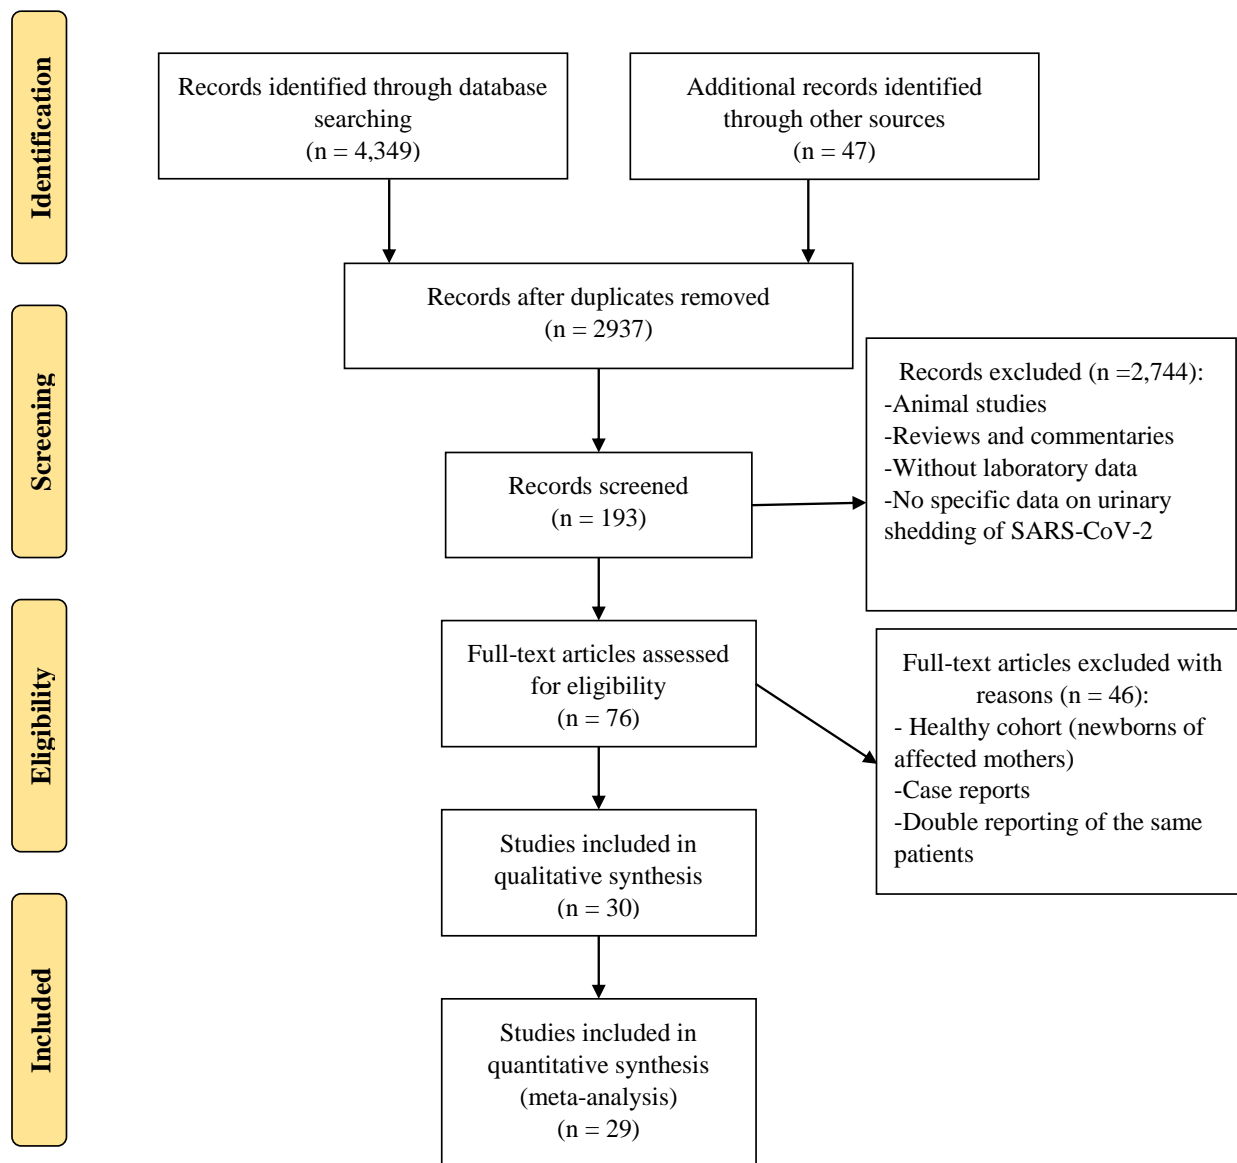 Identification
Records identified through database
searching
(n = 4,349)
Additional records identified
through other sources
(n = 47)
Records after duplicates removed
(n = 2937)
Screening
Records excluded (n =2,744):
-Animal studies
-Reviews and commentaries
-Without laboratory data
-No specific data on urinary
shedding of SARS-CoV-2
Records screened
(n = 193)
Eligibility
Full-text articles assessed
for eligibility
(n = 76)
Full-text articles excluded with
reasons (n = 46):
- Healthy cohort (newborns of
affected mothers)
-Case reports
-Double reporting of the same
patients
Studies included in
qualitative synthesis
(n = 30)
Included
Studies included in
quantitative synthesis
(meta-analysis)
(n = 29)